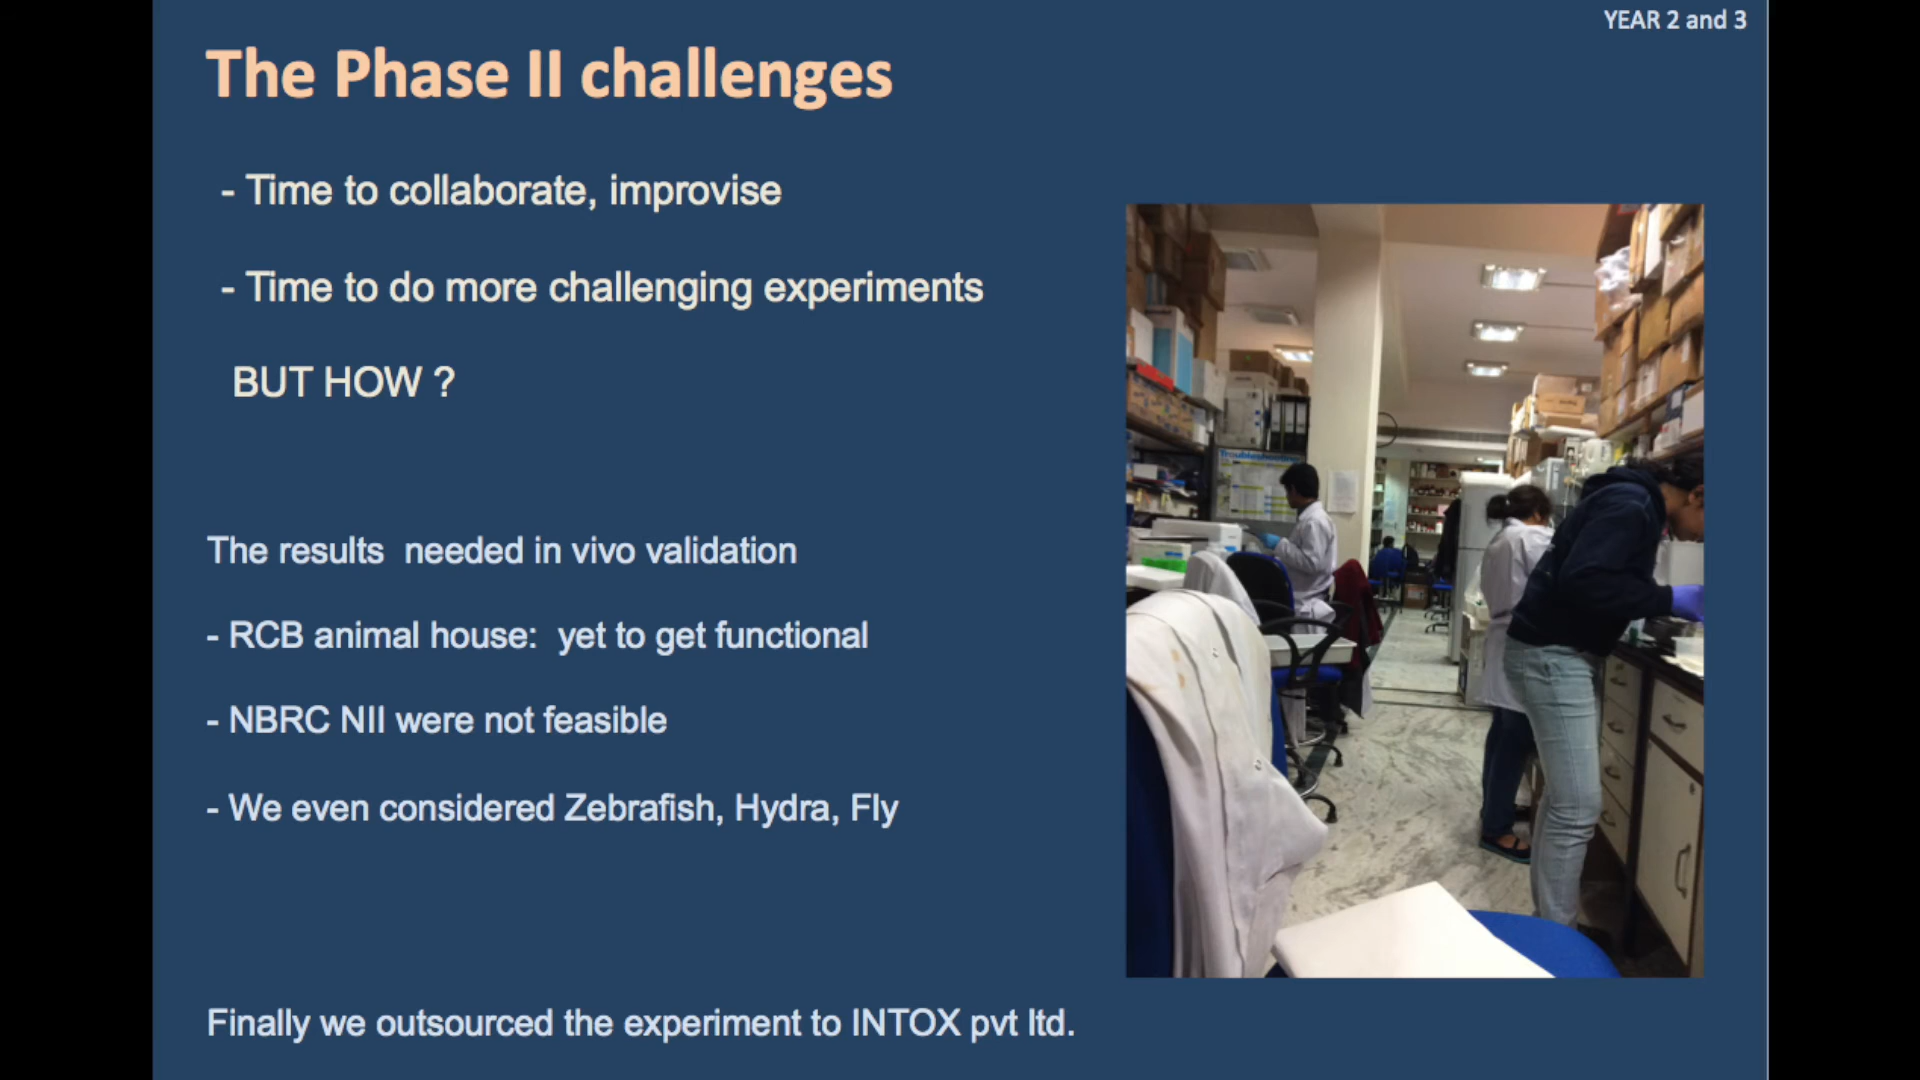 YEAR 2 and 3
The Phase II challenges
- Time to collaborate, improvise
- Time to do more challenging experiments
BUT HOW ?
The results needed in vivo validation
- RCB animal house: yet to get functional
- NBRC NII were not feasible
- We even considered Zebrafish, Hydra, Fly
Finally we outsourced the experiment to INTOX pvt ltd.
Troubleshooting